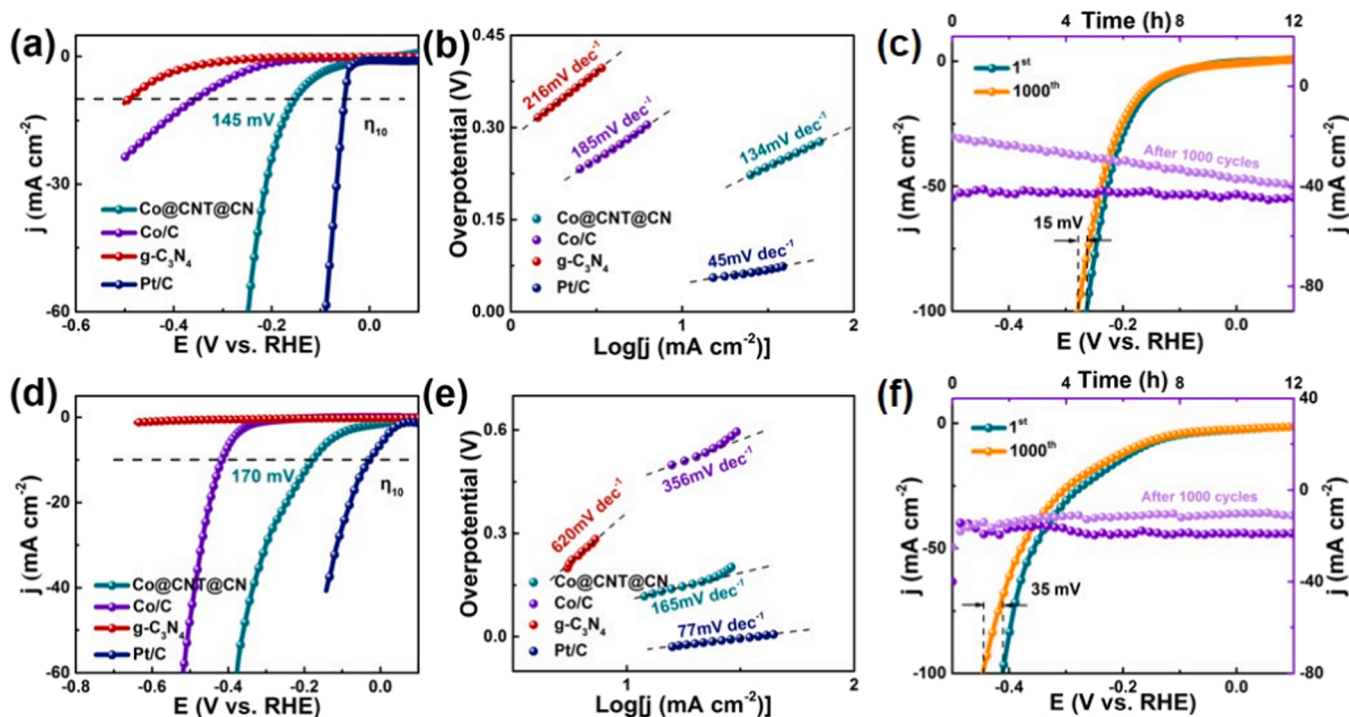 (a)
0
-30
-60
j (mA cm⁻²)
145 mV
η₁₀
Co@CNT@CN
Co/C
g-C₃N₄
Pt/C
-0.6
-0.4
-0.2
0.0
E (V vs. RHE)
(b)
0.45
0.30
0.15
0.00
Overpotential (V)
216mV dec⁻¹
185mV dec⁻¹
134mV dec⁻¹
45mV dec⁻¹
Co@CNT@CN
Co/C
g-C₃N₄
Pt/C
0
1
2
Log[j (mA cm⁻²)]
(c)
0
4
8
12
Time (h)
0
-50
-100
j (mA cm⁻²)
1ˢᵗ
1000ᵗʰ
After 1000 cycles
15 mV
0
-40
-80
j (mA cm⁻²)
-0.4
-0.2
0.0
E (V vs. RHE)
(d)
0
-20
-40
-60
j (mA cm⁻²)
170 mV
η₁₀
Co@CNT@CN
Co/C
g-C₃N₄
Pt/C
-0.8
-0.6
-0.4
-0.2
0.0
E (V vs. RHE)
(e)
0.6
0.3
0.0
Overpotential (V)
620mV dec⁻¹
356mV dec⁻¹
165mV dec⁻¹
77mV dec⁻¹
Co@CNT@CN
Co/C
g-C₃N₄
Pt/C
1
2
Log[j (mA cm⁻²)]
(f)
0
4
8
12
Time (h)
0
-50
-100
j (mA cm⁻²)
1ˢᵗ
1000ᵗʰ
After 1000 cycles
35 mV
40
0
-40
-80
j (mA cm⁻²)
-0.4
-0.2
0.0
E (V vs. RHE)